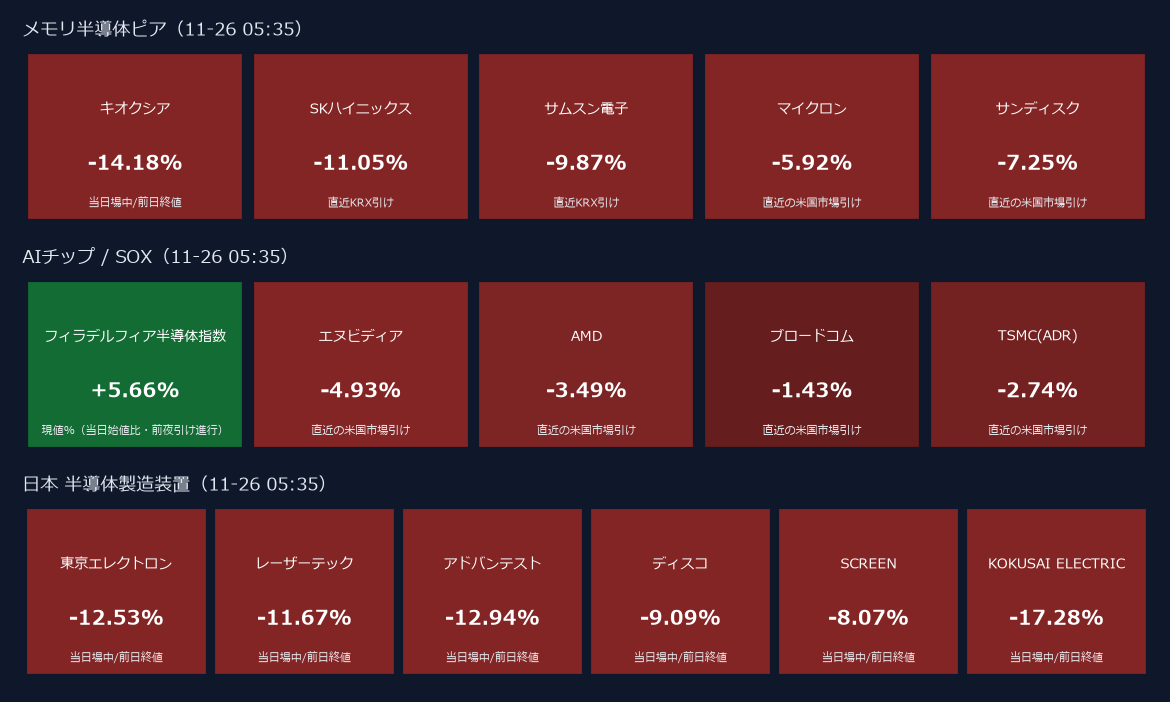 メモリ半導体ピア（11-26 05:35）
キオクシア
-14.18%
当日場中/前日終値
SKハイニックス
-11.05%
直近KRX引け
サムスン電子
-9.87%
直近KRX引け
マイクロン
-5.92%
直近の米国市場引け
サンディスク
-7.25%
直近の米国市場引け
AIチップ / SOX（11-26 05:35）
フィラデルフィア半導体指数
+5.66%
現値%（当日始値比・前夜引け進行）
エヌビディア
-4.93%
直近の米国市場引け
AMD
-3.49%
直近の米国市場引け
ブロードコム
-1.43%
直近の米国市場引け
TSMC(ADR)
-2.74%
直近の米国市場引け
日本 半導体製造装置（11-26 05:35）
東京エレクトロン
-12.53%
当日場中/前日終値
レーザーテック
-11.67%
当日場中/前日終値
アドバンテスト
-12.94%
当日場中/前日終値
ディスコ
-9.09%
当日場中/前日終値
SCREEN
-8.07%
当日場中/前日終値
KOKUSAI ELECTRIC
-17.28%
当日場中/前日終値